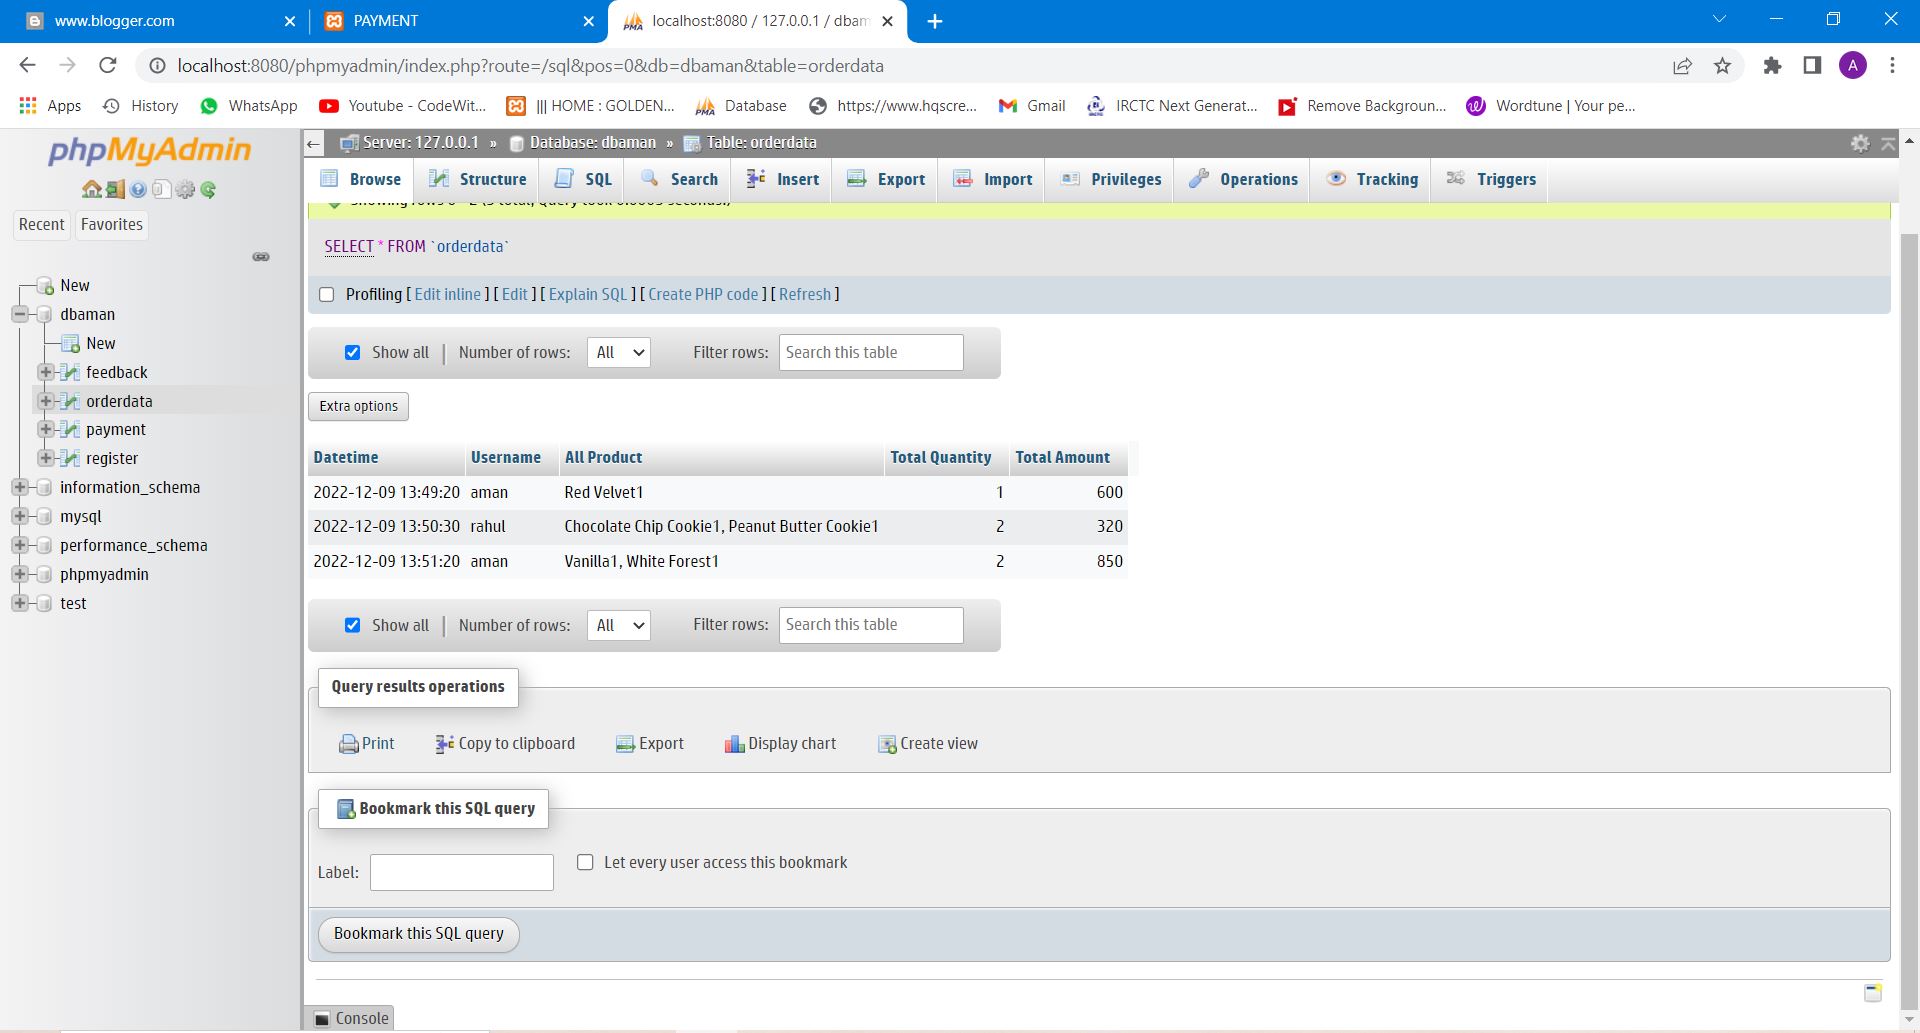 www.blogger.com
PAYMENT
localhost:8080 / 127.0.0.1 / dbam
localhost:8080/phpmyadmin/index.php?route=/sql&pos=0&db=dbaman&table=orderdata
A
Apps
History
WhatsApp
Youtube - CodeWit...
||| HOME : GOLDEN...
Database
https://www.hqscre...
Gmail
IRCTC Next Generat...
Remove Backgroun...
Wordtune | Your pe...
phpMyAdmin
Recent
Favorites
New
dbaman
New
feedback
orderdata
payment
register
information_schema
mysql
performance_schema
phpmyadmin
test
Server: 127.0.0.1 » Database: dbaman » Table: orderdata
Browse
Structure
SQL
Search
Insert
Export
Import
Privileges
Operations
Tracking
Triggers
SELECT * FROM `orderdata`
Profiling [ Edit inline ] [ Edit ] [ Explain SQL ] [ Create PHP code ] [ Refresh ]
Show all | Number of rows: All Filter rows: Search this table
Extra options
Datetime Username All Product Total Quantity Total Amount
2022-12-09 13:49:20 aman Red Velvet1 1 600
2022-12-09 13:50:30 rahul Chocolate Chip Cookie1, Peanut Butter Cookie1 2 320
2022-12-09 13:51:20 aman Vanilla1, White Forest1 2 850
Show all | Number of rows: All Filter rows: Search this table
Query results operations
Print
Copy to clipboard
Export
Display chart
Create view
Bookmark this SQL query
Label:
Let every user access this bookmark
Bookmark this SQL query
Console